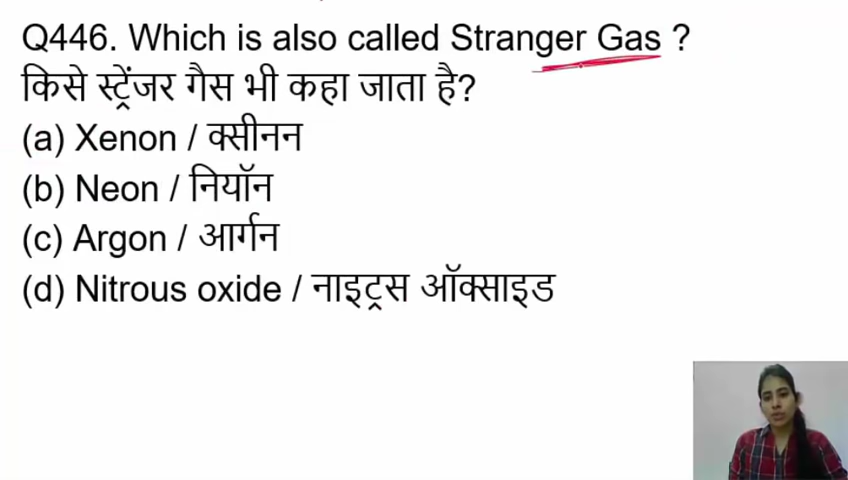 Q446. Which is also called Stranger Gas ?
किसे स्ट्रेंजर गैस भी कहा जाता है?
(a) Xenon / क्सीनन
(b) Neon / नियॉन
(c) Argon / आर्गन
(d) Nitrous oxide / नाइट्रस ऑक्साइड